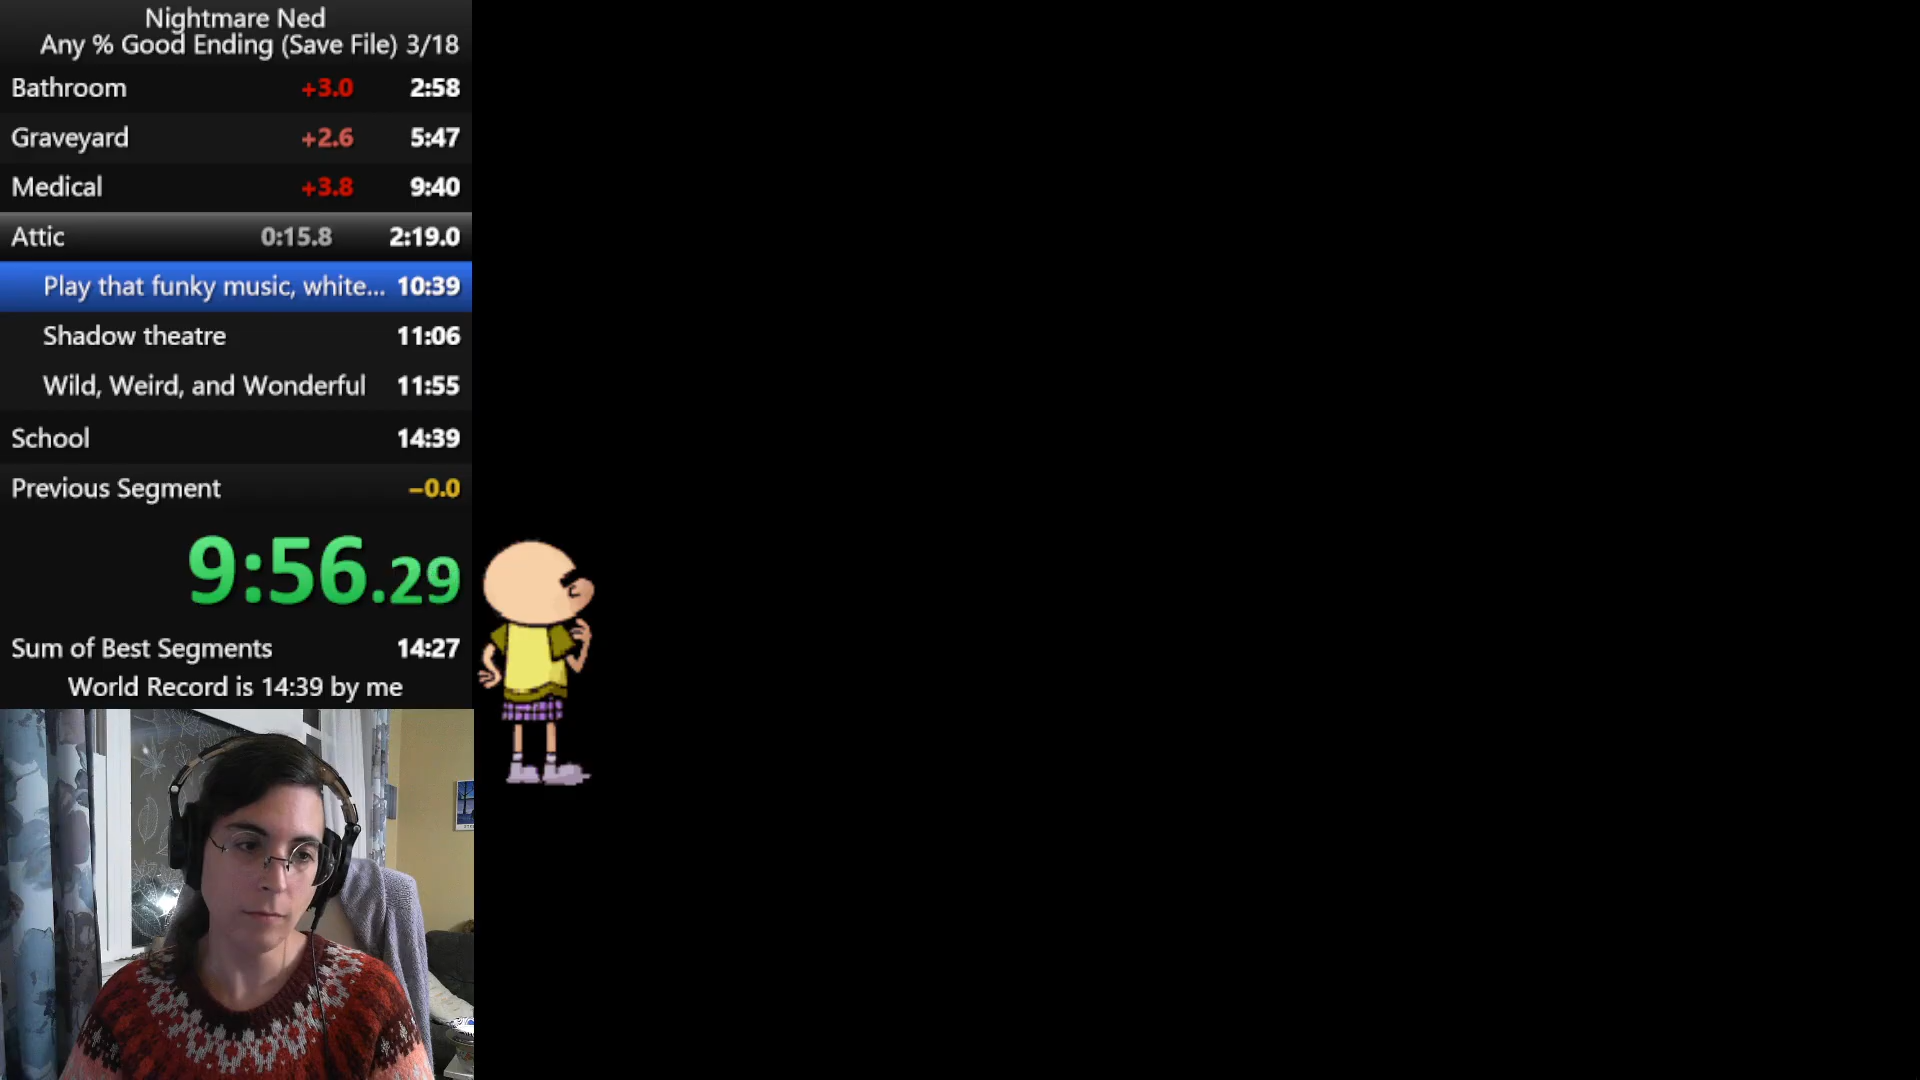 Nightmare Ned
Any % Good Ending (Save File) 3/18
Bathroom +3.0 2:58
Graveyard +2.6 5:47
Medical +3.8 9:40
Attic 0:15.8 2:19.0
Play that funky music, white... 10:39
Shadow theatre 11:06
Wild, Weird, and Wonderful 11:55
School 14:39
Previous Segment −0.0
9:56.29
Sum of Best Segments 14:27
World Record is 14:39 by me